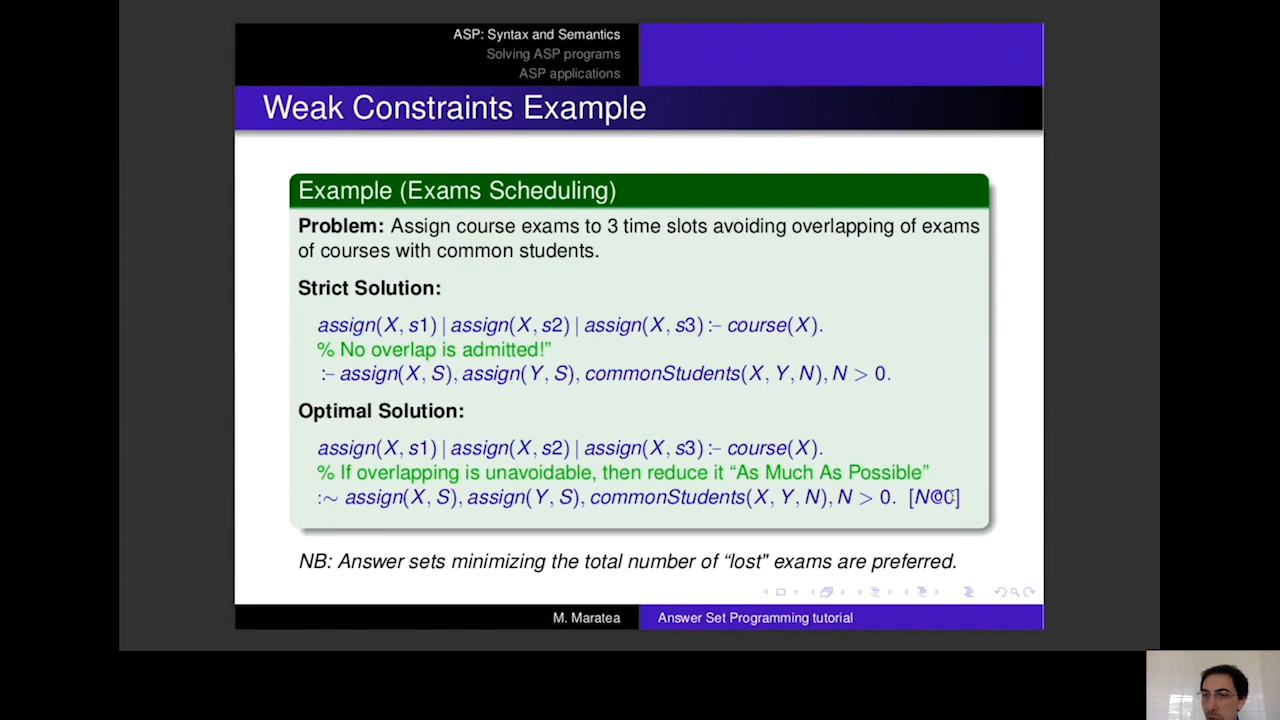 ASP: Syntax and Semantics
Solving ASP programs
ASP applications
Weak Constraints Example
Example (Exams Scheduling)
Problem: Assign course exams to 3 time slots avoiding overlapping of exams
of courses with common students.
Strict Solution:
assign(X, s1) | assign(X, s2) | assign(X, s3) :– course(X).
% No overlap is admitted!”
:– assign(X, S), assign(Y, S), commonStudents(X, Y, N), N > 0.
Optimal Solution:
assign(X, s1) | assign(X, s2) | assign(X, s3) :– course(X).
% If overlapping is unavoidable, then reduce it “As Much As Possible”
:∼ assign(X, S), assign(Y, S), commonStudents(X, Y, N), N > 0. [N@0]
NB: Answer sets minimizing the total number of “lost" exams are preferred.
M. Maratea
Answer Set Programming tutorial